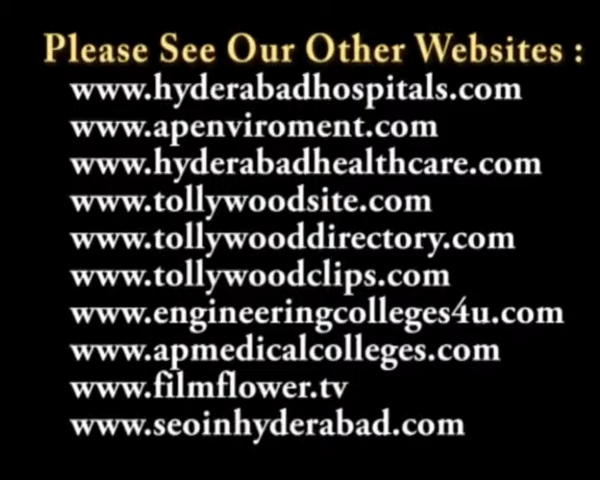 Please See Our Other Websites :
www.hyderabadhospitals.com
www.apenviroment.com
www.hyderabadhealthcare.com
www.tollywoodsite.com
www.tollywooddirectory.com
www.tollywoodclips.com
www.engineeringcolleges4u.com
www.apmedicalcolleges.com
www.filmflower.tv
www.seoinhyderabad.com